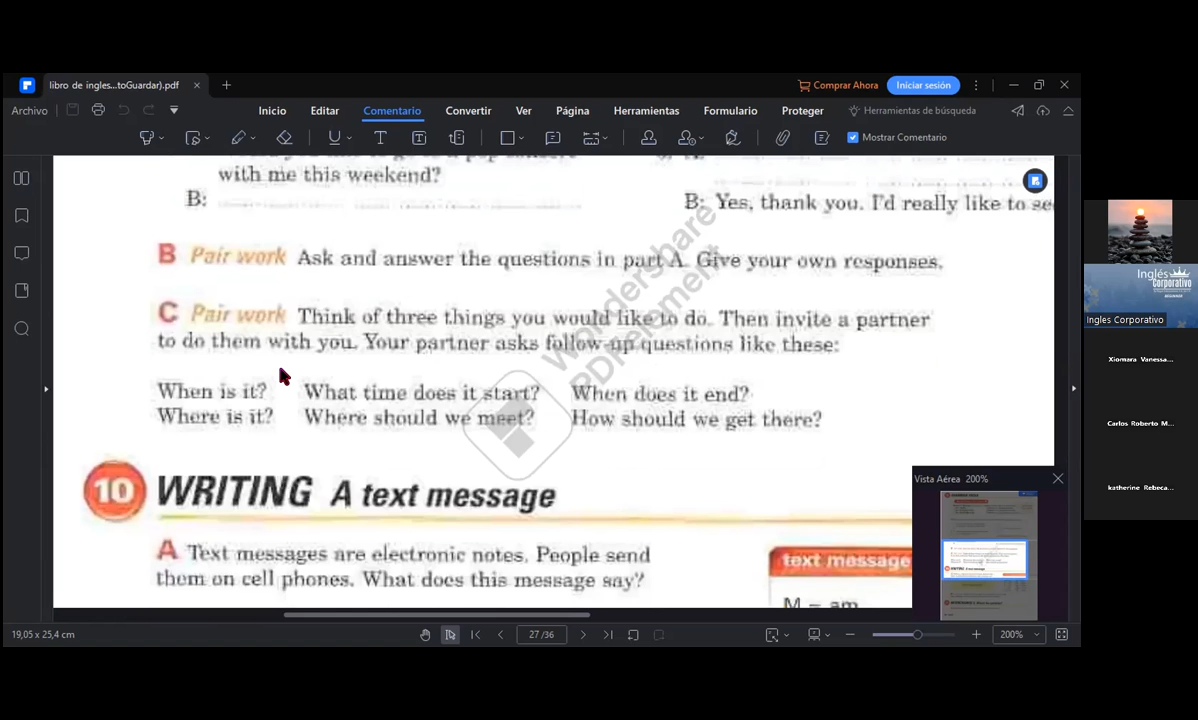 libro de ingles...toGuardar).pdf
Comprar Ahora
Iniciar sesión
Archivo
Inicio Editar Comentario Convertir Ver Página Herramientas Formulario Proteger Herramientas de búsqueda
Mostrar Comentario
with me this weekend?
B:
B: Yes, thank you. I'd really like to se
B Pair work Ask and answer the questions in part A. Give your own responses.
C Pair work Think of three things you would like to do. Then invite a partner
to do them with you. Your partner asks follow-up questions like these:
When is it? What time does it start? When does it end?
Where is it? Where should we meet? How should we get there?
Wondershare
PDFelement
10 WRITING A text message
A Text messages are electronic notes. People send
them on cell phones. What does this message say?
text message
M = am
Vista Aérea 200%
19,05 x 25,4 cm
27 /36
200%
Inglés
Corporativo
Ingles Corporativo
Xiomara Vanessa...
Carlos Roberto M...
katherine Rebeca...